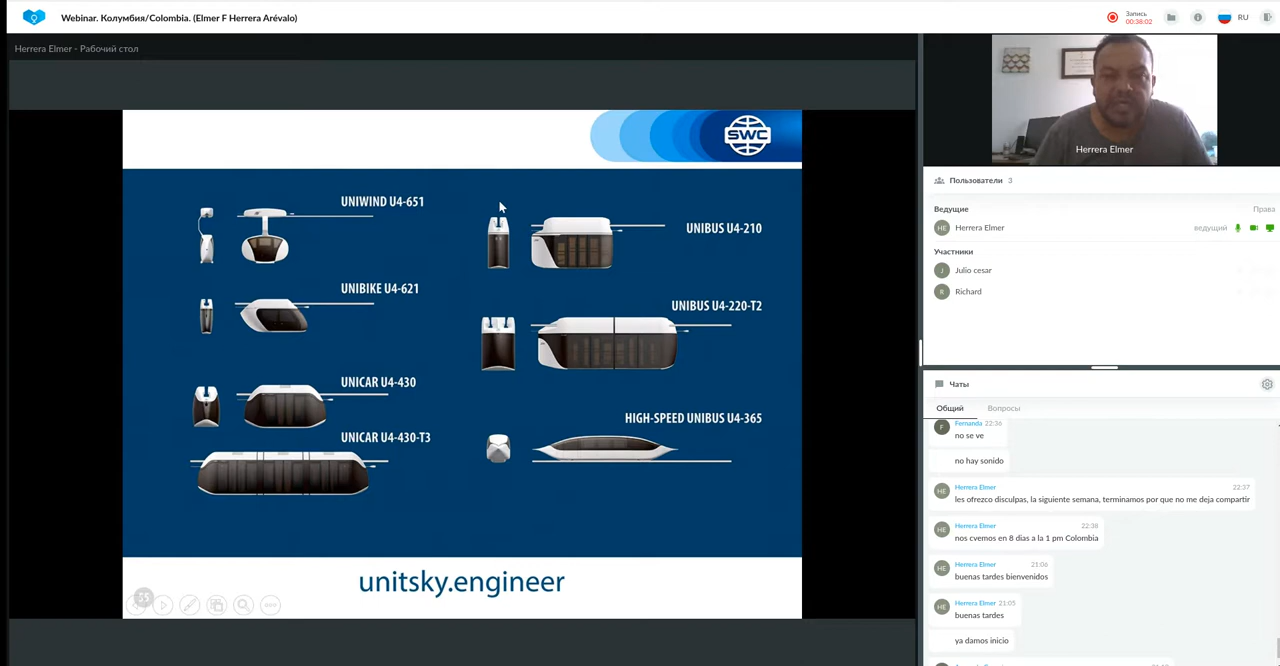 Webinar. Колумбия/Colombia. (Elmer F Herrera Arévalo)
Запись
00:38:02
RU
Herrera Elmer - Рабочий стол
SWC
UNIWIND U4-651
UNIBIKE U4-621
UNICAR U4-430
UNICAR U4-430-T3
UNIBUS U4-210
UNIBUS U4-220-T2
HIGH-SPEED UNIBUS U4-365
unitsky.engineer
Herrera Elmer
Пользователи 3
Ведущие Права
HE Herrera Elmer ведущий
Участники
J Julio cesar
R Richard
Чаты
Общий Вопросы
F Fernanda 22:36
no se ve
no hay sonido
HE Herrera Elmer 22:37
les ofrezco disculpas, la siguiente semana, terminamos por que no me deja compartir
HE Herrera Elmer 22:38
nos cvemos en 8 dias a la 1 pm Colombia
HE Herrera Elmer 21:06
buenas tardes bienvenidos
HE Herrera Elmer 21:05
buenas tardes
ya damos inicio